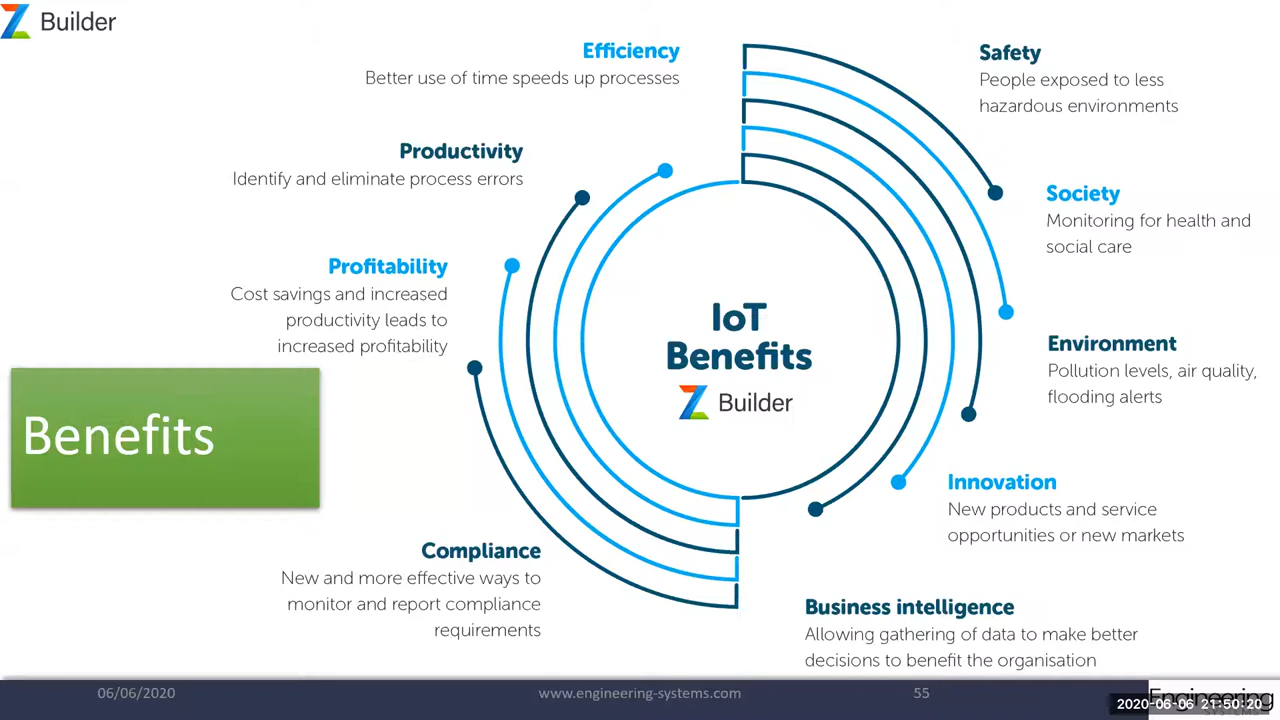 Builder
Efficiency
Better use of time speeds up processes
Productivity
Identify and eliminate process errors
Profitability
Cost savings and increased
productivity leads to
increased profitability
Benefits
Compliance
New and more effective ways to
monitor and report compliance
requirements
IoT
Benefits
Builder
Safety
People exposed to less
hazardous environments
Society
Monitoring for health and
social care
Environment
Pollution levels, air quality,
flooding alerts
Innovation
New products and service
opportunities or new markets
Business intelligence
Allowing gathering of data to make better
decisions to benefit the organisation
06/06/2020
www.engineering-systems.com
55
Engineering
2020-06-06 21:50:20